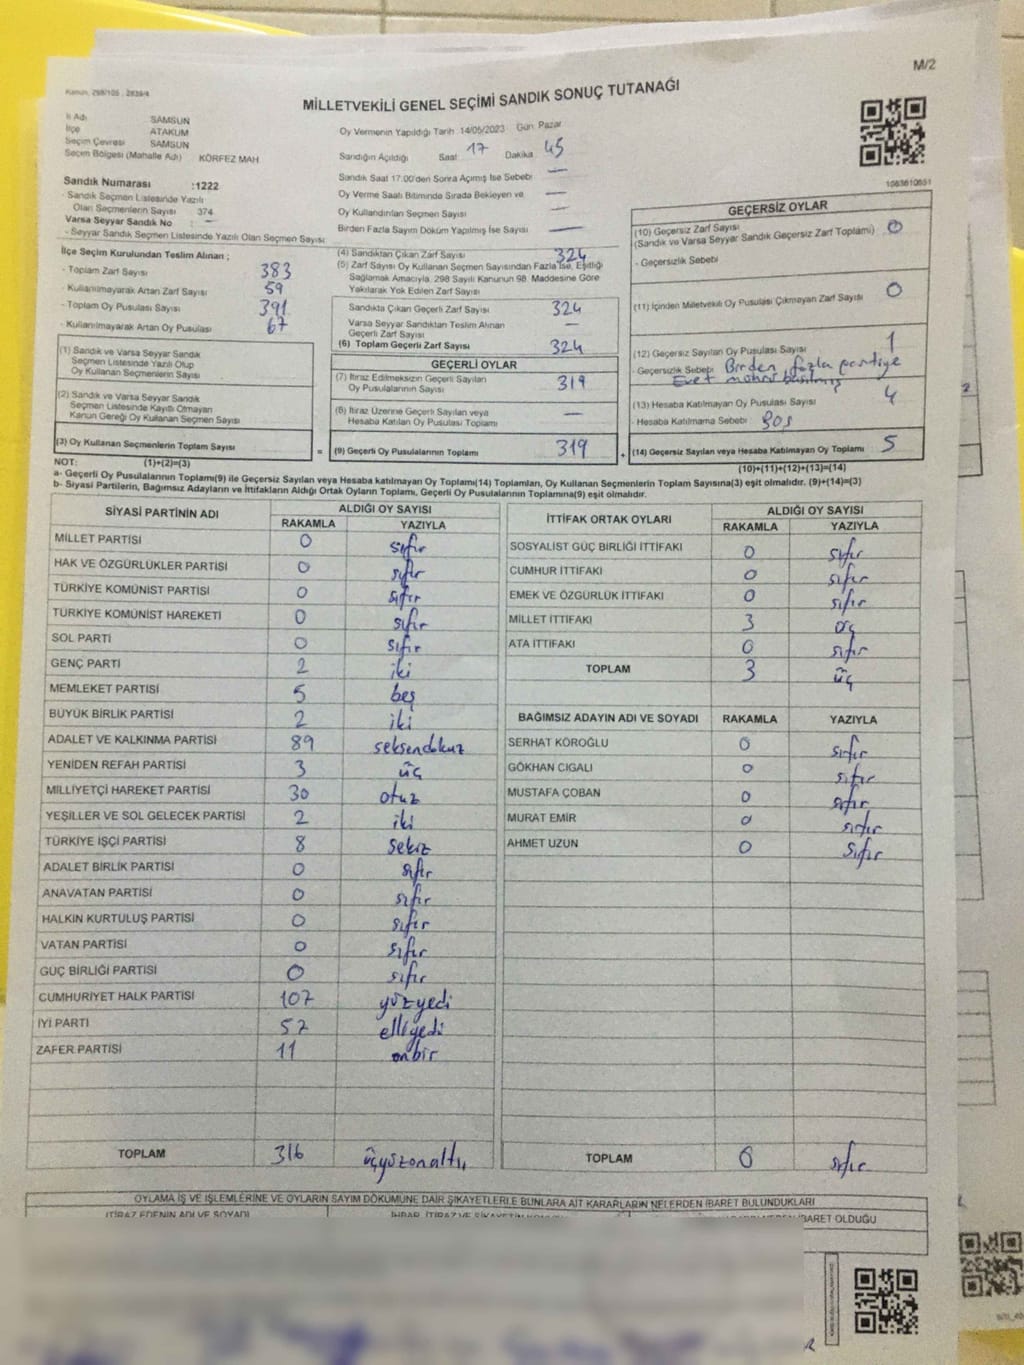 M/2
Kanun, 298/105 , 2839/4
MİLLETVEKİLİ GENEL SEÇİMİ SANDIK SONUÇ TUTANAĞI
İl Adı SAMSUN
İlçe ATAKUM
Seçim Çevresi SAMSUN
Seçim Bölgesi (Mahalle Adı) KÖRFEZ MAH
Sandık Numarası :1222
- Sandık Seçmen Listesinde Yazılı
Olan Seçmenlerin Sayısı 374
Varsa Seyyar Sandık No : —
- Seyyar Sandık Seçmen Listesinde Yazılı Olan Seçmen Sayısı:
Oy Vermenin Yapıldığı Tarih 14/05/2023 Gün: Pazar
Sandığın Açıldığı Saat 17 Dakika 45
Sandık Saat 17:00'den Sonra Açımış İse Sebebi —
Oy Verme Saati Bitiminde Sırada Bekleyen ve —
Oy Kullandırılan Seçmen Sayısı —
Birden Fazla Sayım Döküm Yapılmış İse Sayısı —
1063610651
İlçe Seçim Kurulundan Teslim Alınan ;
- Toplam Zarf Sayısı 383
- Kullanılmayarak Artan Zarf Sayısı 59
- Toplam Oy Pusulası Sayısı 391
- Kullanılmayarak Artan Oy Pusulası 67
(1) Sandık ve Varsa Seyyar Sandık
Seçmen Listesinde Yazılı Olup
Oy Kullanan Seçmenlerin Sayısı
(2) Sandık ve Varsa Seyyar Sandık
Seçmen Listesinde Kayıtlı Olmayan
Kanun Gereği Oy Kullanan Seçmen Sayısı
(3) Oy Kullanan Seçmenlerin Toplam Sayısı
(4) Sandıktan Çıkan Zarf Sayısı 324
(5) Zarf Sayısı Oy Kullanan Seçmen Sayısından Fazla İse, Eşitliği
Sağlamak Amacıyla, 298 Sayılı Kanunun 98. Maddesine Göre
Yakılarak Yok Edilen Zarf Sayısı
Sandıkta Çıkan Geçerli Zarf Sayısı 324
Varsa Seyyar Sandıktan Teslim Alınan
Geçerli Zarf Sayısı —
(6) Toplam Geçerli Zarf Sayısı 324
GEÇERLİ OYLAR
(7) İtiraz Edilmeksizin Geçerli Sayılan
Oy Pusulalarının Sayısı 319
(8) İtiraz Üzerine Geçerli Sayılan veya
Hesaba Katılan Oy Pusulaları Toplamı —
= (9) Geçerli Oy Pusulalarının Toplamı 319
GEÇERSİZ OYLAR
(10) Geçersiz Zarf Sayısı
(Sandık ve Varsa Seyyar Sandık Geçersiz Zarf Toplamı) 0
- Geçersizlik Sebebi
(11) İçinden Milletvekili Oy Pusulası Çıkmayan Zarf Sayısı 0
(12) Geçersiz Sayılan Oy Pusulası Sayısı 1
- Geçersizlik Sebebi Birden fazla partiye
Evet mührü basılmış
(13) Hesaba Katılmayan Oy Pusulası Sayısı 4
- Hesaba Katılmama Sebebi Boş
+ (14) Geçersiz Sayılan veya Hesaba Katılmayan Oy Toplamı 5
NOT: (1)+(2)=(3)
(10)+(11)+(12)+(13)=(14)
a- Geçerli Oy Pusulalarının Toplamı(9) ile Geçersiz Sayılan veya Hesaba Katılmayan Oy Toplamı(14) Toplamları, Oy Kullanan Seçmenlerin Toplam Sayısına(3) eşit olmalıdır. (9)+(14)=(3)
b- Siyasi Partilerin, Bağımsız Adayların ve İttifakların Aldığı Ortak Oyların Toplamı, Geçerli Oy Pusulalarının Toplamına(9) eşit olmalıdır.
SİYASİ PARTİNİN ADI ALDIĞI OY SAYISI
RAKAMLA YAZIYLA
MİLLET PARTİSİ 0 sıfır
HAK VE ÖZGÜRLÜKLER PARTİSİ 0 sıfır
TÜRKİYE KOMÜNİST PARTİSİ 0 sıfır
TÜRKİYE KOMÜNİST HAREKETİ 0 sıfır
SOL PARTİ 0 sıfır
GENÇ PARTİ 2 iki
MEMLEKET PARTİSİ 5 beş
BÜYÜK BİRLİK PARTİSİ 2 iki
ADALET VE KALKINMA PARTİSİ 89 seksendokuz
YENİDEN REFAH PARTİSİ 3 üç
MİLLİYETÇİ HAREKET PARTİSİ 30 otuz
YEŞİLLER VE SOL GELECEK PARTİSİ 2 iki
TÜRKİYE İŞÇİ PARTİSİ 8 sekiz
ADALET BİRLİK PARTİSİ 0 sıfır
ANAVATAN PARTİSİ 0 sıfır
HALKIN KURTULUŞ PARTİSİ 0 sıfır
VATAN PARTİSİ 0 sıfır
GÜÇ BİRLİĞİ PARTİSİ 0 sıfır
CUMHURİYET HALK PARTİSİ 107 yüzyedi
İYİ PARTİ 57 elliyedi
ZAFER PARTİSİ 11 onbir
TOPLAM 316 üçyüzonaltı
İTTİFAK ORTAK OYLARI ALDIĞI OY SAYISI
RAKAMLA YAZIYLA
SOSYALİST GÜÇ BİRLİĞİ İTTİFAKI 0 sıfır
CUMHUR İTTİFAKI 0 sıfır
EMEK VE ÖZGÜRLÜK İTTİFAKI 0 sıfır
MİLLET İTTİFAKI 3 üç
ATA İTTİFAKI 0 sıfır
TOPLAM 3 üç
BAĞIMSIZ ADAYIN ADI VE SOYADI RAKAMLA YAZIYLA
SERHAT KÖROĞLU 0 sıfır
GÖKHAN CIGALI 0 sıfır
MUSTAFA ÇOBAN 0 sıfır
MURAT EMİR 0 sıfır
AHMET UZUN 0 sıfır
TOPLAM 0 sıfır
OYLAMA İŞ VE İŞLEMLERİNE VE OYLARIN SAYIM DÖKÜMÜNE DAİR ŞİKAYETLERLE BUNLARA AİT KARARLARIN NELERDEN İBARET BULUNDUKLARI
İTİRAZ EDENİN ADI VE SOYADI
İBARET OLDUĞU